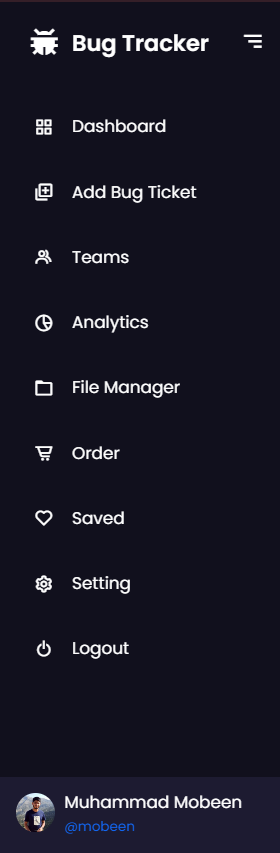 Bug Tracker
Dashboard
Add Bug Ticket
Teams
Analytics
File Manager
Order
Saved
Setting
Logout
Muhammad Mobeen
@mobeen